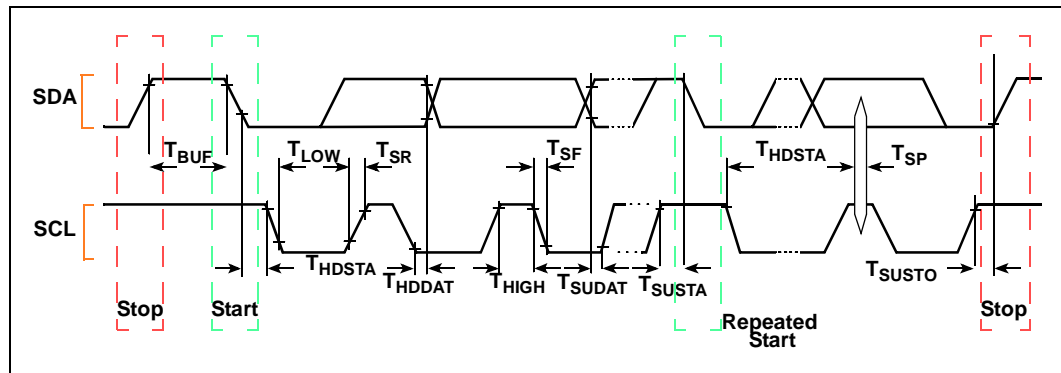 SDA
TBUF
TLOW
TSR
TSF
THDSTA
TSP
SCL
THDSTA
THDDAT
THIGH
TSUDAT
TSUSTA
TSUSTO
Stop
Start
Repeated
Start
Stop